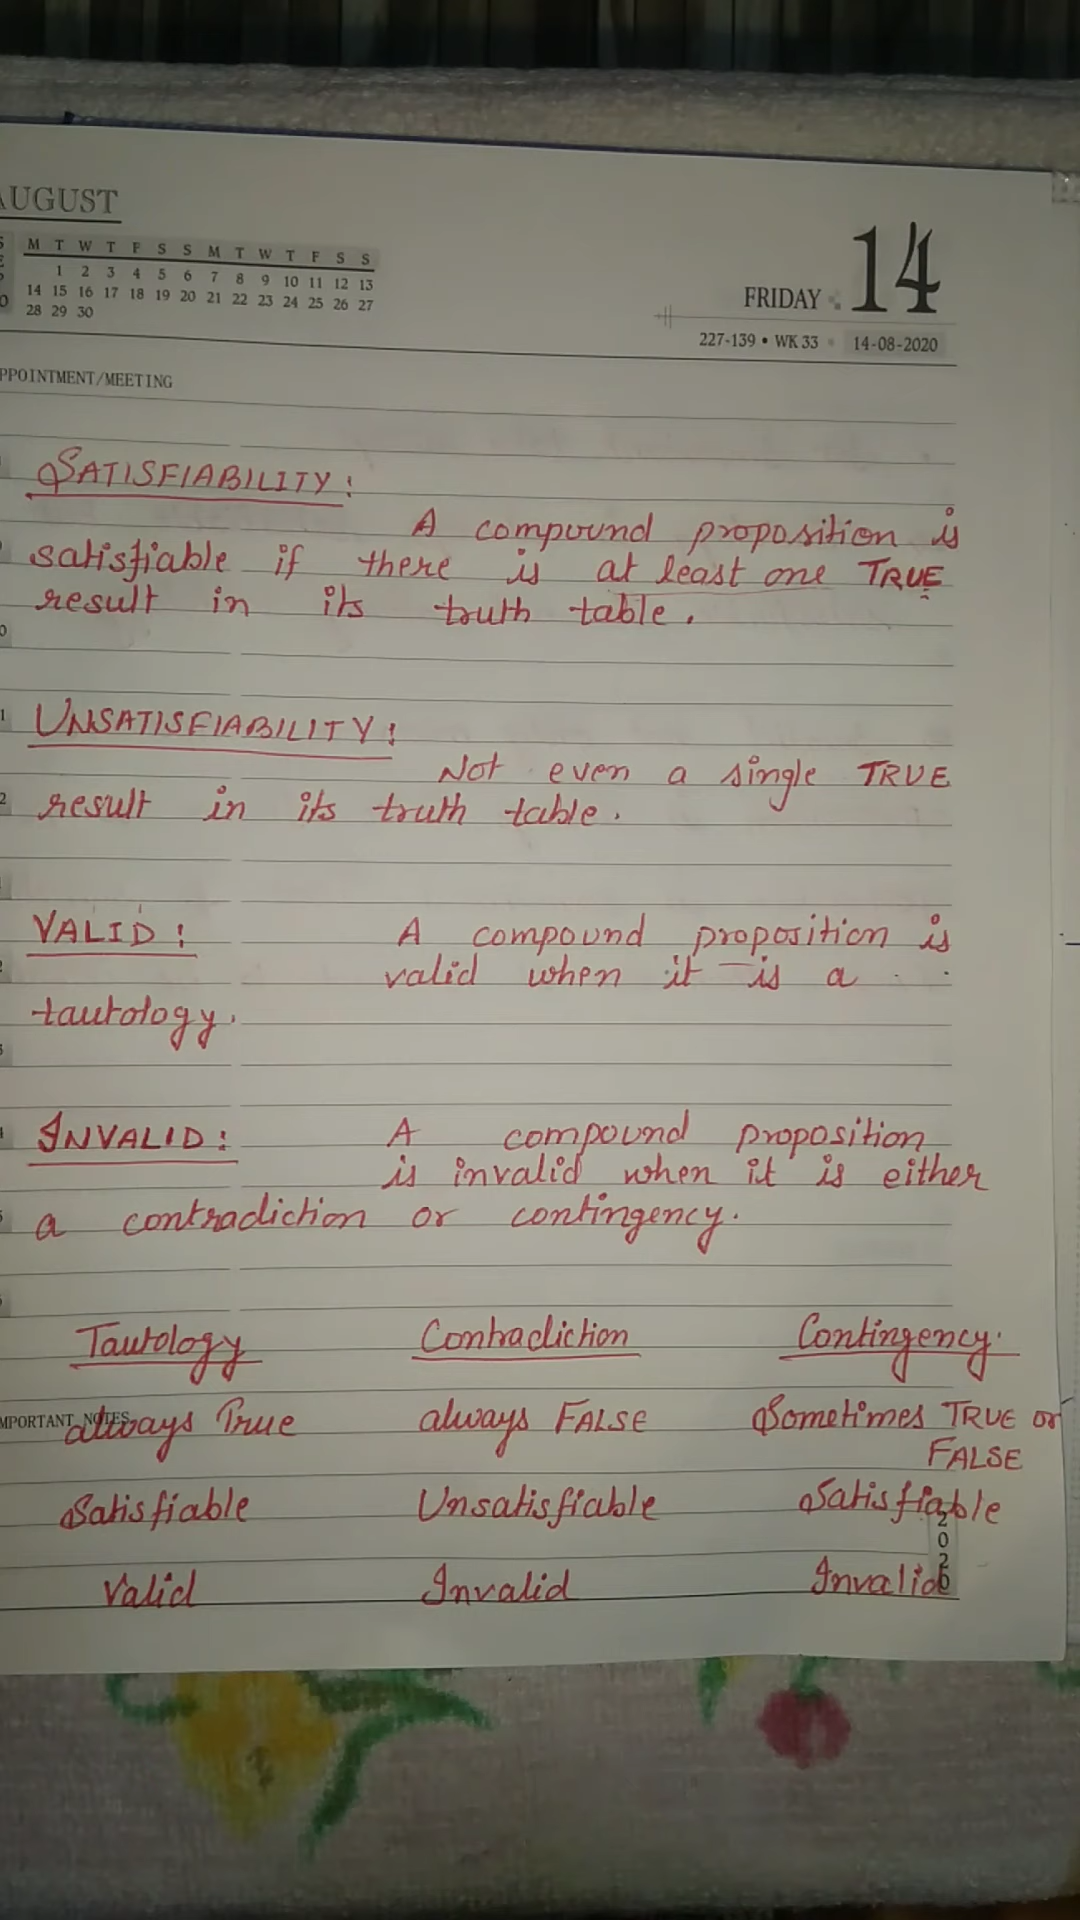 AUGUST
M T W T F S S M T W T F S S
1 2 3 4 5 6 7 8 9 10 11 12 13
14 15 16 17 18 19 20 21 22 23 24 25 26 27
28 29 30
FRIDAY 14
227-139 • WK 33 14-08-2020
PPOINTMENT/MEETING
SATISFIABILITY:
A compound proposition is
satisfiable if there is at least one TRUE
result in its truth table.
UNSATISFIABILITY:
Not even a single TRUE
result in its truth table.
VALID: A compound proposition is
valid when it is a
tautology.
INVALID: A compound proposition
is invalid when it is either
a contradiction or contingency.
Tautology Contradiction Contingency.
MPORTANT NOTES
always True always FALSE Sometimes TRUE or
FALSE
Satisfiable Unsatisfiable Satisfiable
Valid Invalid Invalid
2020